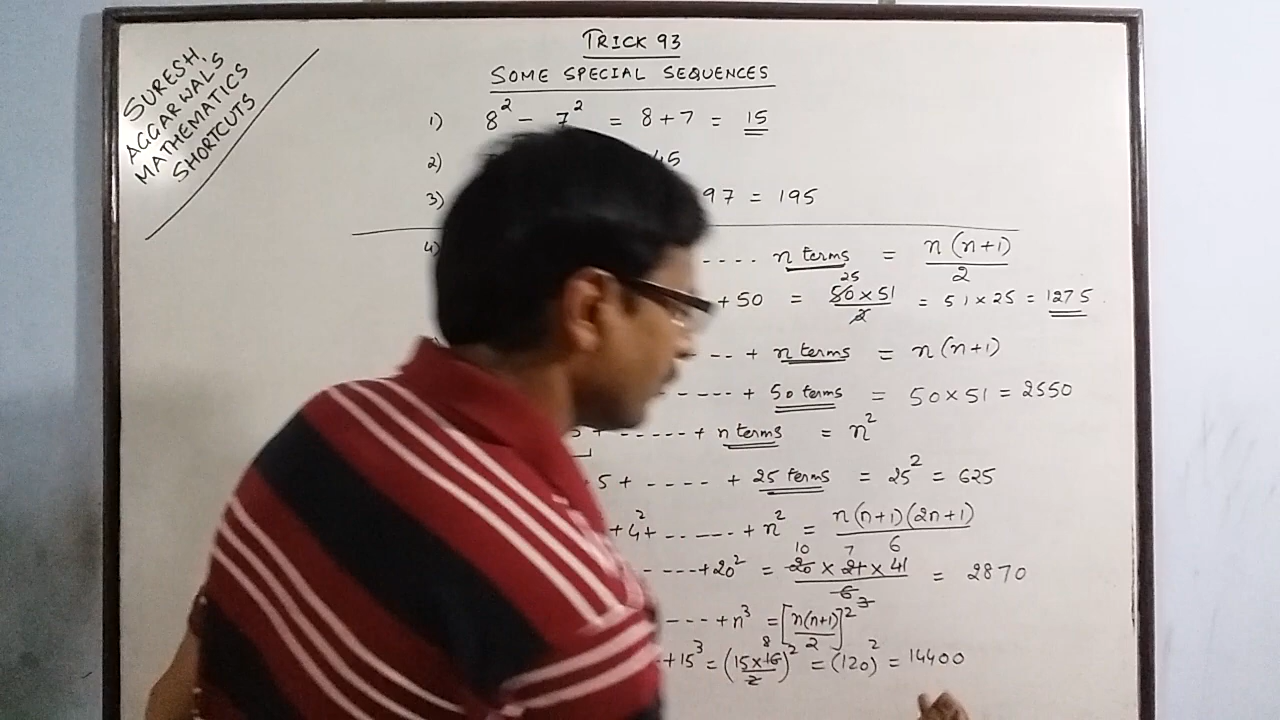 TRICK 93
SOME SPECIAL SEQUENCES
SURESH
AGGARWAL'S
MATHEMATICS
SHORTCUTS
1) 8² - 7² = 8+7 = 15
2) 45
3) 97 = 195
4) .... n terms = n(n+1)/2
+50 = 50×51/2 25 = 51×25 = 1275
-- + n terms = n(n+1)
---- + 50 terms = 50×51 = 2550
+ ----- + n terms = n²
5 + ---- + 25 terms = 25² = 625
+4²+ ------ + n² = n(n+1)(2n+1)/6
----+20² = 20×21×41/6 10 7 3 = 2870
--- +n³ = [n(n+1)/2]²
+15³ = (15×16/2)² 8 = (120)² = 14400